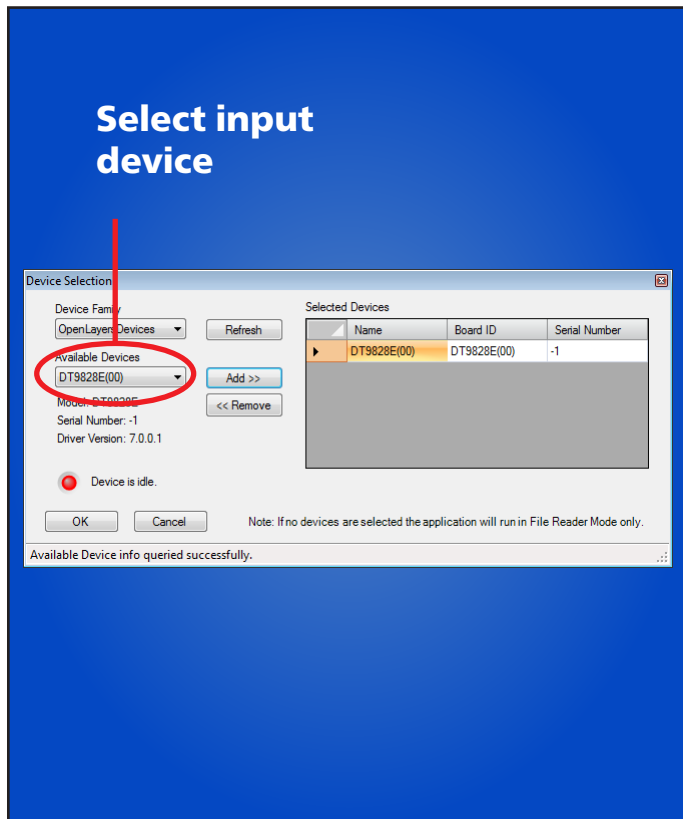 Select input
device
Device Selection
Device Family
OpenLayers Devices
Refresh
Available Devices
DT9828E(00)
Add >>
Model: DT9828E
<< Remove
Serial Number: -1
Driver Version: 7.0.0.1
Selected Devices
Name Board ID Serial Number
DT9828E(00) DT9828E(00) -1
Device is idle.
OK Cancel Note: If no devices are selected the application will run in File Reader Mode only.
Available Device info queried successfully.